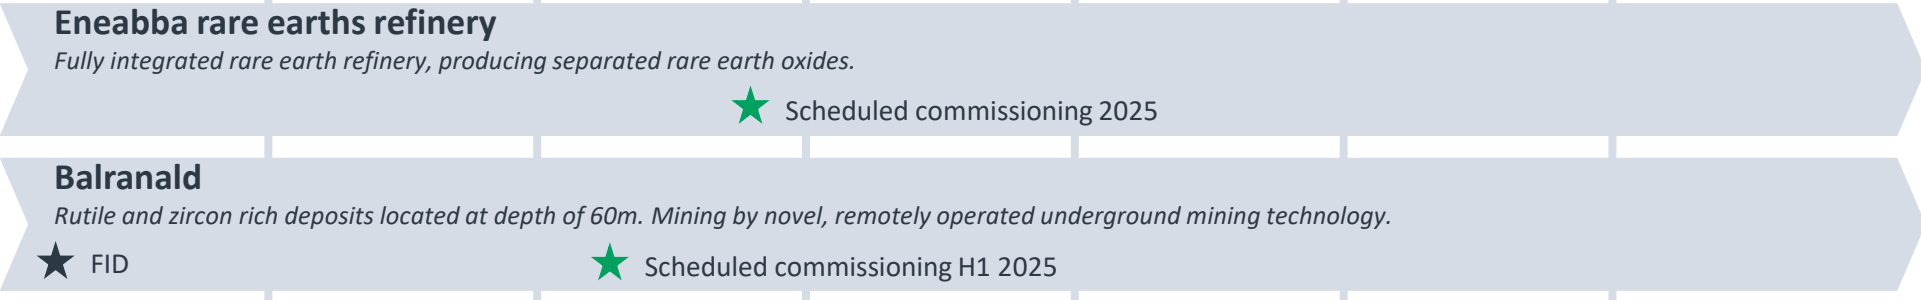 Eneabba rare earths refinery
Fully integrated rare earth refinery, producing separated rare earth oxides.
Scheduled commissioning 2025
Balranald
Rutile and zircon rich deposits located at depth of 60m. Mining by novel, remotely operated underground mining technology.
FID
Scheduled commissioning H1 2025